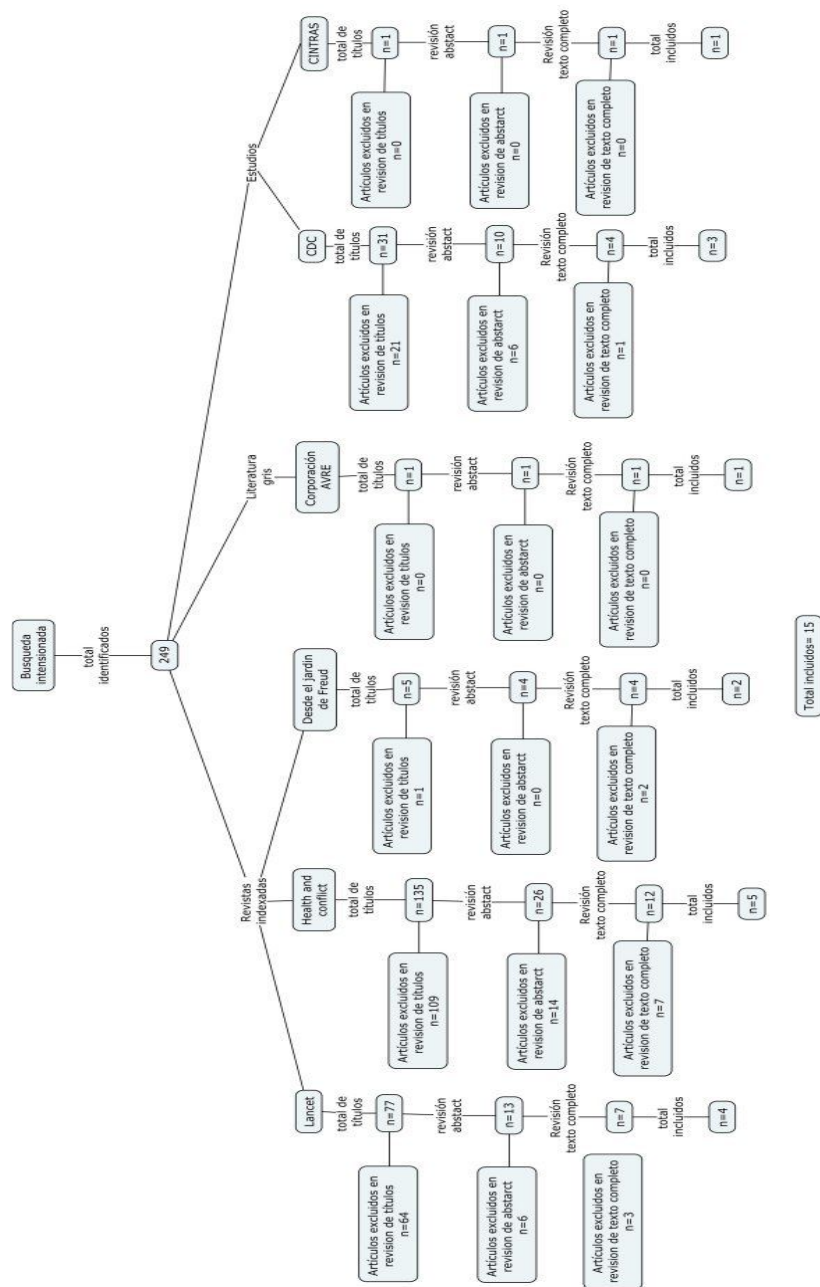 Busqueda
intensionada
total
identificados
249
Revistas
indexadas
Literatura
gris
Estudios
Lancet
total de
títulos
n=77
Artículos excluidos en
revision de títulos
n=64
revisión
abstact
n=13
Artículos excluidos en
revision de abstarct
n=6
Revisión
texto completo
n=7
Artículos excluidos en
revision de texto completo
n=3
total
incluidos
n=4
Health and
conflict
total de
títulos
n=135
Artículos excluidos en
revision de títulos
n=109
revisión
abstact
n=26
Artículos excluidos en
revision de abstarct
n=14
Revisión
texto completo
n=12
Artículos excluidos en
revision de texto completo
n=7
total
incluidos
n=5
Desde el jardin
de Freud
total de
títulos
n=5
Artículos excluidos en
revision de títulos
n=1
revisión
abstact
n=4
Artículos excluidos en
revision de abstarct
n=0
Revisión
texto completo
n=4
Artículos excluidos en
revision de texto completo
n=2
total
incluidos
n=2
Corporación
AVRE
total de
títulos
n=1
Artículos excluidos en
revision de títulos
n=0
revisión
abstact
n=1
Artículos excluidos en
revision de abstarct
n=0
Revisión
texto completo
n=1
Artículos excluidos en
revision de texto completo
n=0
total
incluidos
n=1
CDC
total de
títulos
n=31
Artículos excluidos en
revision de títulos
n=21
revisión
abstact
n=10
Artículos excluidos en
revision de abstarct
n=6
Revisión
texto completo
n=4
Artículos excluidos en
revision de texto completo
n=1
total
incluidos
n=3
CINTRAS
total de
títulos
n=1
Artículos excluidos en
revision de títulos
n=0
revisión
abstact
n=1
Artículos excluidos en
revision de abstarct
n=0
Revisión
texto completo
n=1
Artículos excluidos en
revision de texto completo
n=0
total
incluidos
n=1
Total incluidos= 15